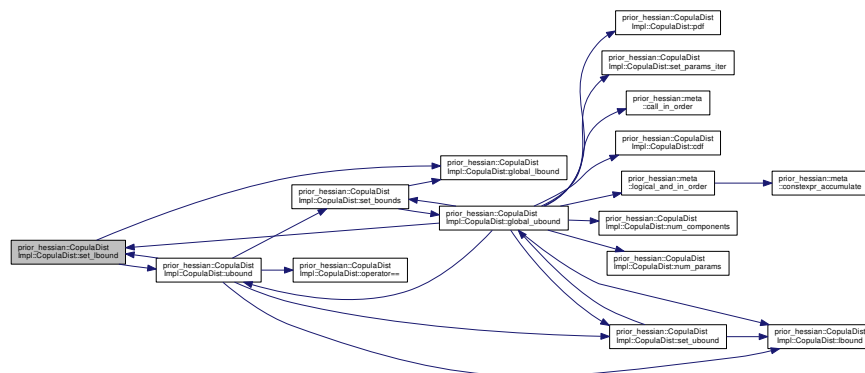 prior_hessian::CopulaDist
Impl::CopulaDist::pdf
prior_hessian::CopulaDist
Impl::CopulaDist::set_params_iter
prior_hessian::meta
::call_in_order
prior_hessian::CopulaDist
Impl::CopulaDist::cdf
prior_hessian::CopulaDist
Impl::CopulaDist::global_lbound
prior_hessian::meta
::logical_and_in_order
prior_hessian::meta
::constexpr_accumulate
prior_hessian::CopulaDist
Impl::CopulaDist::set_bounds
prior_hessian::CopulaDist
Impl::CopulaDist::global_ubound
prior_hessian::CopulaDist
Impl::CopulaDist::num_components
prior_hessian::CopulaDist
Impl::CopulaDist::set_lbound
prior_hessian::CopulaDist
Impl::CopulaDist::ubound
prior_hessian::CopulaDist
Impl::CopulaDist::operator==
prior_hessian::CopulaDist
Impl::CopulaDist::num_params
prior_hessian::CopulaDist
Impl::CopulaDist::set_ubound
prior_hessian::CopulaDist
Impl::CopulaDist::lbound